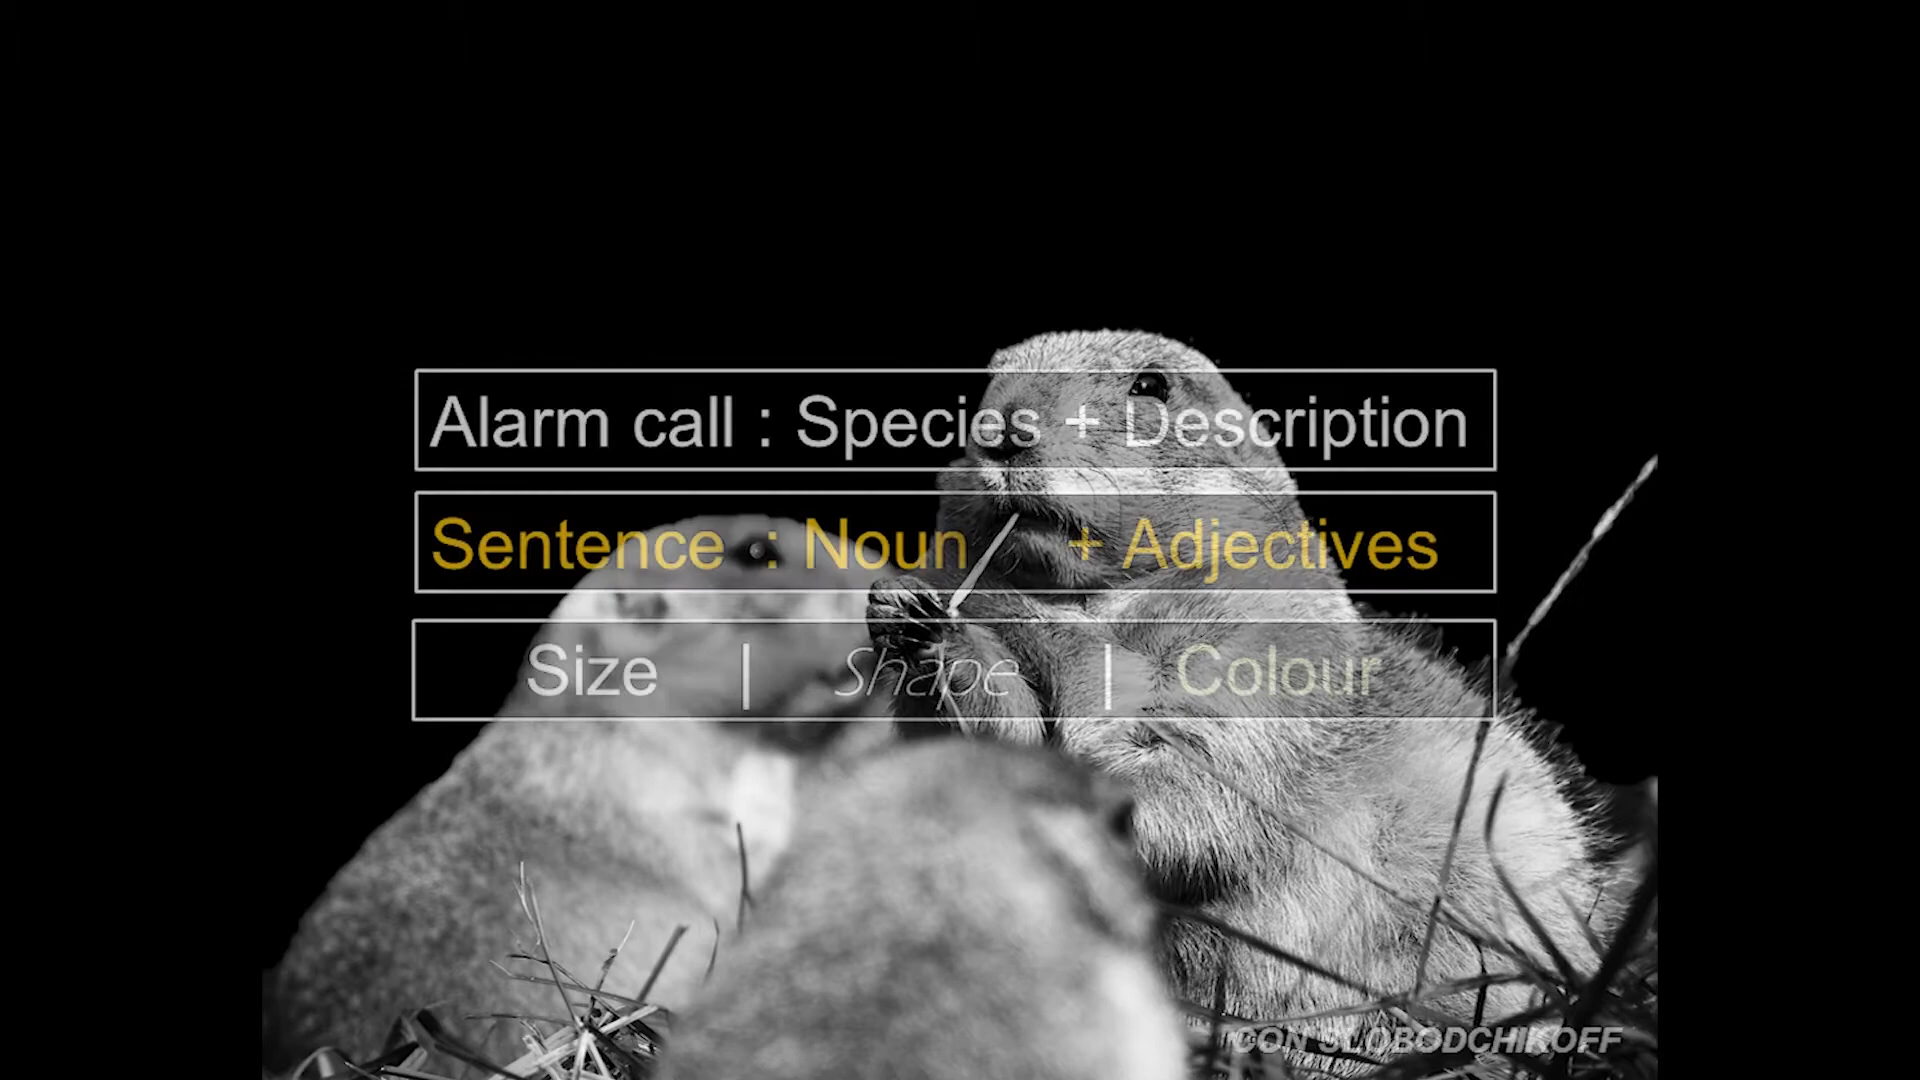 Alarm call : Species + Description
Sentence : Noun + Adjectives
Size | Shape | Colour
CON SLOBODCHIKOFF